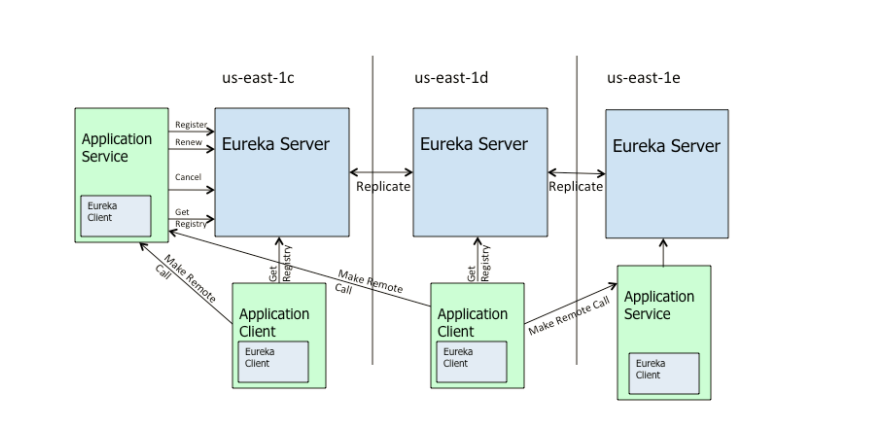 us-east-1c
us-east-1d
us-east-1e
Application
Service
Eureka
Client
Register
Renew
Cancel
Get
Registry
Eureka Server
Replicate
Eureka Server
Replicate
Eureka Server
Make Remote
Call
Get
Registry
Make Remote
Call
Get
Registry
Make Remote Call
Application
Client
Eureka
Client
Application
Client
Eureka
Client
Application
Service
Eureka
Client